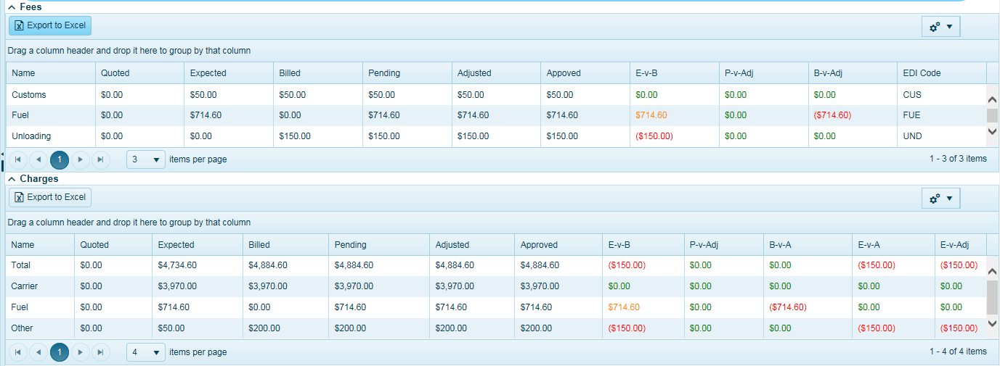 Fees
Export to Excel
Drag a column header and drop it here to group by that column
Name Quoted Expected Billed Pending Adjusted Appoved E-v-B P-v-Adj B-v-Adj EDI Code
Customs $0.00 $50.00 $50.00 $50.00 $50.00 $50.00 $0.00 $0.00 $0.00 CUS
Fuel $0.00 $714.60 $0.00 $714.60 $714.60 $714.60 $714.60 $0.00 ($714.60) FUE
Unloading $0.00 $0.00 $150.00 $150.00 $150.00 $150.00 ($150.00) $0.00 $0.00 UND
1 3 items per page 1 - 3 of 3 items
Charges
Export to Excel
Drag a column header and drop it here to group by that column
Name Quoted Expected Billed Pending Adjusted Approved E-v-B P-v-Adj B-v-A E-v-A E-v-Adj
Total $0.00 $4,734.60 $4,884.60 $4,884.60 $4,884.60 $4,884.60 ($150.00) $0.00 $0.00 ($150.00) ($150.00)
Carrier $0.00 $3,970.00 $3,970.00 $3,970.00 $3,970.00 $3,970.00 $0.00 $0.00 $0.00 $0.00 $0.00
Fuel $0.00 $714.60 $0.00 $714.60 $714.60 $714.60 $714.60 $0.00 ($714.60) $0.00 $0.00
Other $0.00 $50.00 $200.00 $200.00 $200.00 $200.00 ($150.00) $0.00 $0.00 ($150.00) ($150.00)
1 4 items per page 1 - 4 of 4 items